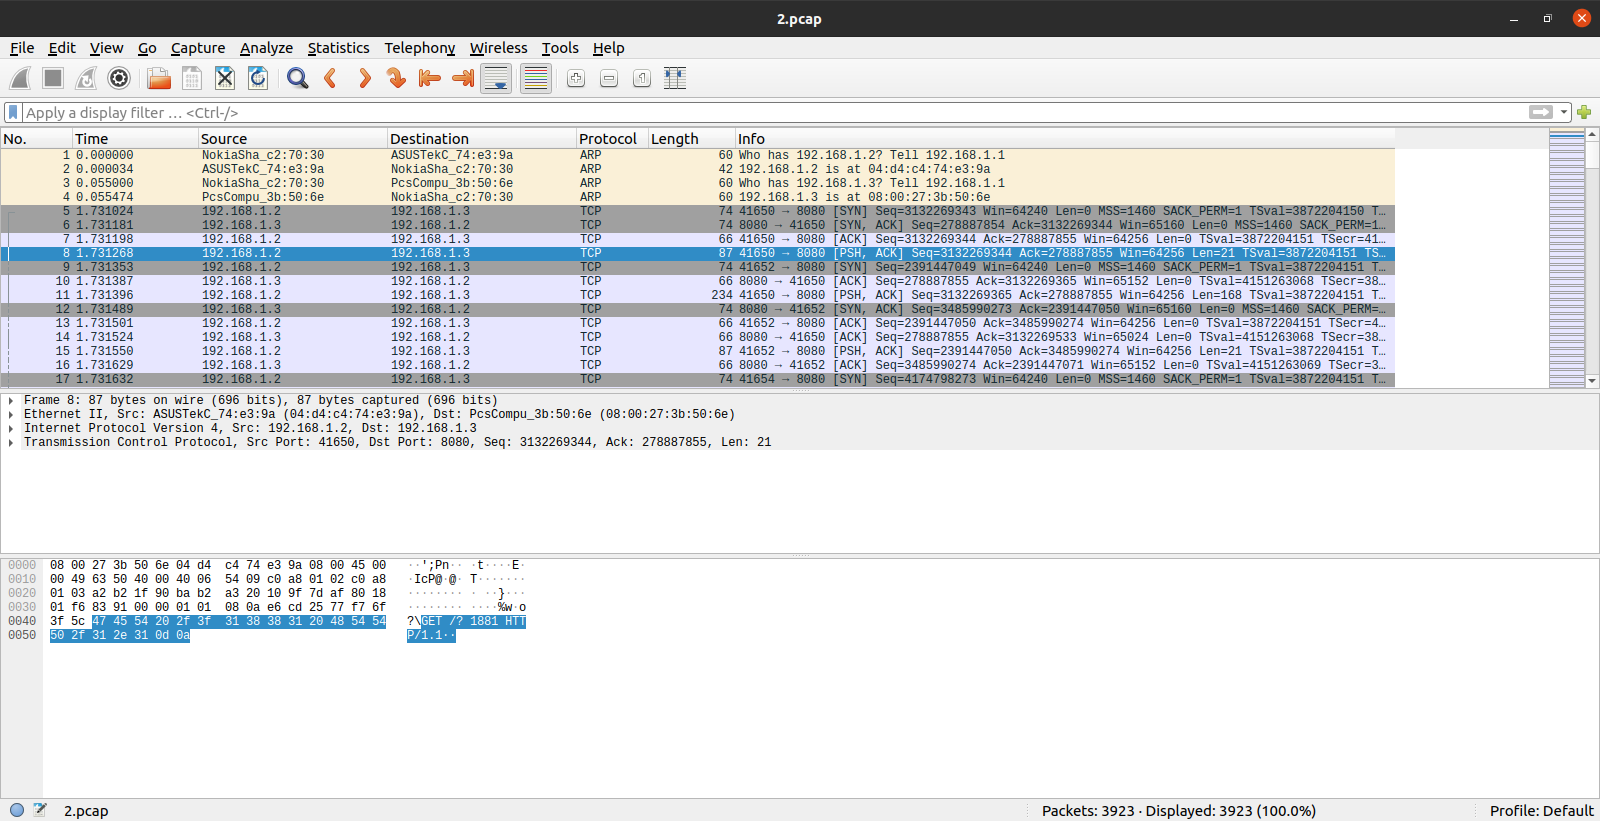 2.pcap
File Edit View Go Capture Analyze Statistics Telephony Wireless Tools Help
Apply a display filter … <Ctrl-/>
No. Time Source Destination Protocol Length Info
1 0.000000 NokiaSha_c2:70:30 ASUSTekC_74:e3:9a ARP 60 Who has 192.168.1.2? Tell 192.168.1.1
2 0.000034 ASUSTekC_74:e3:9a NokiaSha_c2:70:30 ARP 42 192.168.1.2 is at 04:d4:c4:74:e3:9a
3 0.055000 NokiaSha_c2:70:30 PcsCompu_3b:50:6e ARP 60 Who has 192.168.1.3? Tell 192.168.1.1
4 0.055474 PcsCompu_3b:50:6e NokiaSha_c2:70:30 ARP 60 192.168.1.3 is at 08:00:27:3b:50:6e
5 1.731024 192.168.1.2 192.168.1.3 TCP 74 41650 → 8080 [SYN] Seq=3132269343 Win=64240 Len=0 MSS=1460 SACK_PERM=1 TSval=3872204150 T…
6 1.731181 192.168.1.3 192.168.1.2 TCP 74 8080 → 41650 [SYN, ACK] Seq=278887854 Ack=3132269344 Win=65160 Len=0 MSS=1460 SACK_PERM=1…
7 1.731198 192.168.1.2 192.168.1.3 TCP 66 41650 → 8080 [ACK] Seq=3132269344 Ack=278887855 Win=64256 Len=0 TSval=3872204151 TSecr=41…
8 1.731268 192.168.1.2 192.168.1.3 TCP 87 41650 → 8080 [PSH, ACK] Seq=3132269344 Ack=278887855 Win=64256 Len=21 TSval=3872204151 TS…
9 1.731353 192.168.1.2 192.168.1.3 TCP 74 41652 → 8080 [SYN] Seq=2391447049 Win=64240 Len=0 MSS=1460 SACK_PERM=1 TSval=3872204151 T…
10 1.731387 192.168.1.3 192.168.1.2 TCP 66 8080 → 41650 [ACK] Seq=278887855 Ack=3132269365 Win=65152 Len=0 TSval=4151263068 TSecr=38…
11 1.731396 192.168.1.2 192.168.1.3 TCP 234 41650 → 8080 [PSH, ACK] Seq=3132269365 Ack=278887855 Win=64256 Len=168 TSval=3872204151 T…
12 1.731489 192.168.1.3 192.168.1.2 TCP 74 8080 → 41652 [SYN, ACK] Seq=3485990273 Ack=2391447050 Win=65160 Len=0 MSS=1460 SACK_PERM=…
13 1.731501 192.168.1.2 192.168.1.3 TCP 66 41652 → 8080 [ACK] Seq=2391447050 Ack=3485990274 Win=64256 Len=0 TSval=3872204151 TSecr=4…
14 1.731524 192.168.1.3 192.168.1.2 TCP 66 8080 → 41650 [ACK] Seq=278887855 Ack=3132269533 Win=65024 Len=0 TSval=4151263068 TSecr=38…
15 1.731550 192.168.1.2 192.168.1.3 TCP 87 41652 → 8080 [PSH, ACK] Seq=2391447050 Ack=3485990274 Win=64256 Len=21 TSval=3872204151 T…
16 1.731629 192.168.1.3 192.168.1.2 TCP 66 8080 → 41652 [ACK] Seq=3485990274 Ack=2391447071 Win=65152 Len=0 TSval=4151263069 TSecr=3…
17 1.731632 192.168.1.2 192.168.1.3 TCP 74 41654 → 8080 [SYN] Seq=4174798273 Win=64240 Len=0 MSS=1460 SACK_PERM=1 TSval=3872204151 T…
Frame 8: 87 bytes on wire (696 bits), 87 bytes captured (696 bits)
Ethernet II, Src: ASUSTekC_74:e3:9a (04:d4:c4:74:e3:9a), Dst: PcsCompu_3b:50:6e (08:00:27:3b:50:6e)
Internet Protocol Version 4, Src: 192.168.1.2, Dst: 192.168.1.3
Transmission Control Protocol, Src Port: 41650, Dst Port: 8080, Seq: 3132269344, Ack: 278887855, Len: 21
0000 08 00 27 3b 50 6e 04 d4 c4 74 e3 9a 08 00 45 00 ··';Pn·· ·t····E·
0010 00 49 63 50 40 00 40 06 54 09 c0 a8 01 02 c0 a8 ·IcP@·@· T·······
0020 01 03 a2 b2 1f 90 ba b2 a3 20 10 9f 7d af 80 18 ········ · ··}···
0030 01 f6 83 91 00 00 01 01 08 0a e6 cd 25 77 f7 6f ········ ····%w·o
0040 3f 5c 47 45 54 20 2f 3f 31 38 38 31 20 48 54 54 ?\GET /? 1881 HTT
0050 50 2f 31 2e 31 0d 0a P/1.1··
2.pcap Packets: 3923 · Displayed: 3923 (100.0%) Profile: Default